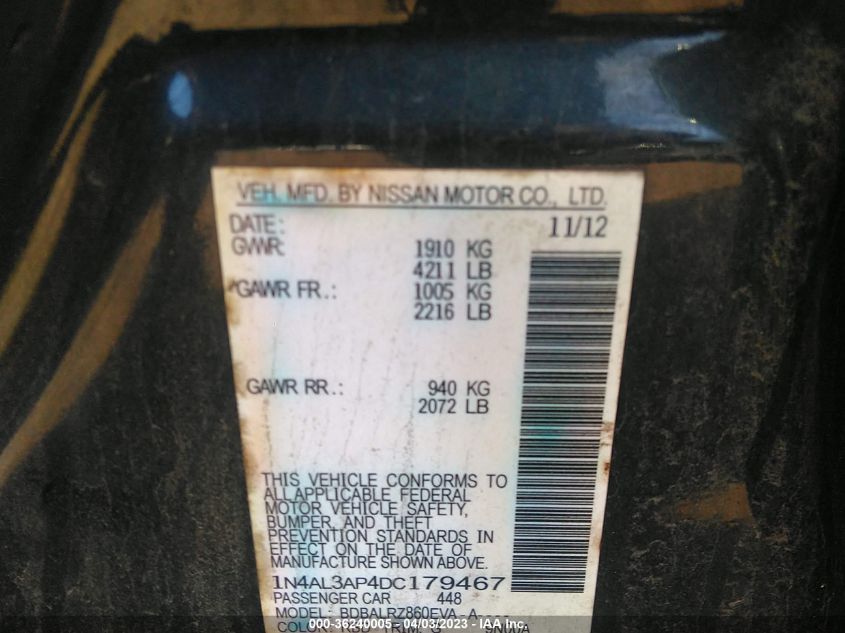 VEH. MFD. BY NISSAN MOTOR CO., LTD.
DATE: 11/12
GVWR: 1910 KG
4211 LB
*GAWR FR.: 1005 KG
2216 LB
GAWR RR.: 940 KG
2072 LB
THIS VEHICLE CONFORMS TO
ALL APPLICABLE FEDERAL
MOTOR VEHICLE SAFETY,
BUMPER, AND THEFT
PREVENTION STANDARDS IN
EFFECT ON THE DATE OF
MANUFACTURE SHOWN ABOVE.
1N4AL3AP4DC179467
PASSENGER CAR 448
MODEL: BDBALRZ860EVA A
COLOR: TRIM: G
000-36240005 - 04/03/2023 - IAA Inc.